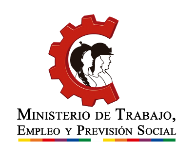 MINISTERIO DE TRABAJO,
EMPLEO Y PREVISIÓN SOCIAL